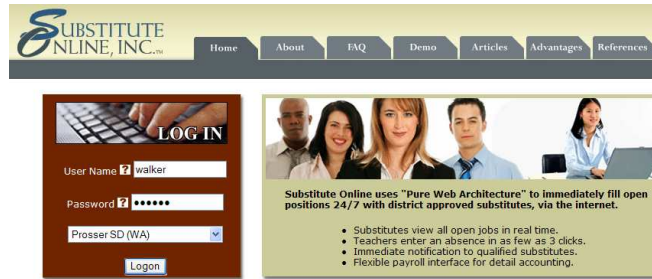 SUBSTITUTE
ONLINE, INC.™
Home About FAQ Demo Articles Advantages References
LOG IN
User Name ? walker
Password ? ••••••
Prosser SD (WA)
Logon
Substitute Online uses "Pure Web Architecture" to immediately fill open
positions 24/7 with district approved substitutes, via the internet.
• Substitutes view all open jobs in real time.
• Teachers enter an absence in as few as 3 clicks.
• Immediate notification to qualified substitutes.
• Flexible payroll interface for detail accounting.